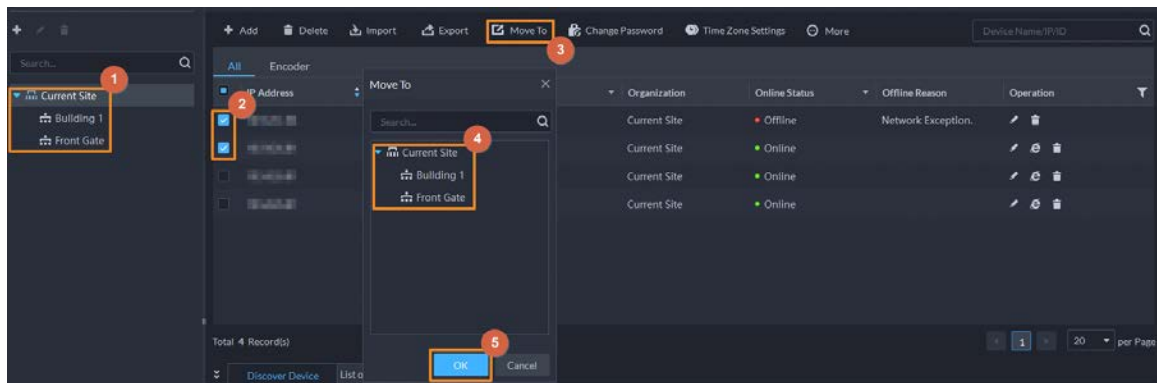 Add Delete Import Export Move To Change Password Time Zone Settings More Device Name/IP/ID
3
Search...
All Encoder
1
Move To
IP Address Organization Online Status Offline Reason Operation
Current Site
2
Search...
Building 1
Current Site Offline Network Exception.
4
Front Gate
Current Site
Current Site Online
Building 1
Current Site Online
Front Gate
Current Site Online
5
Total 4 Record(s)
1 20 per Page
OK Cancel
Discover Device List o